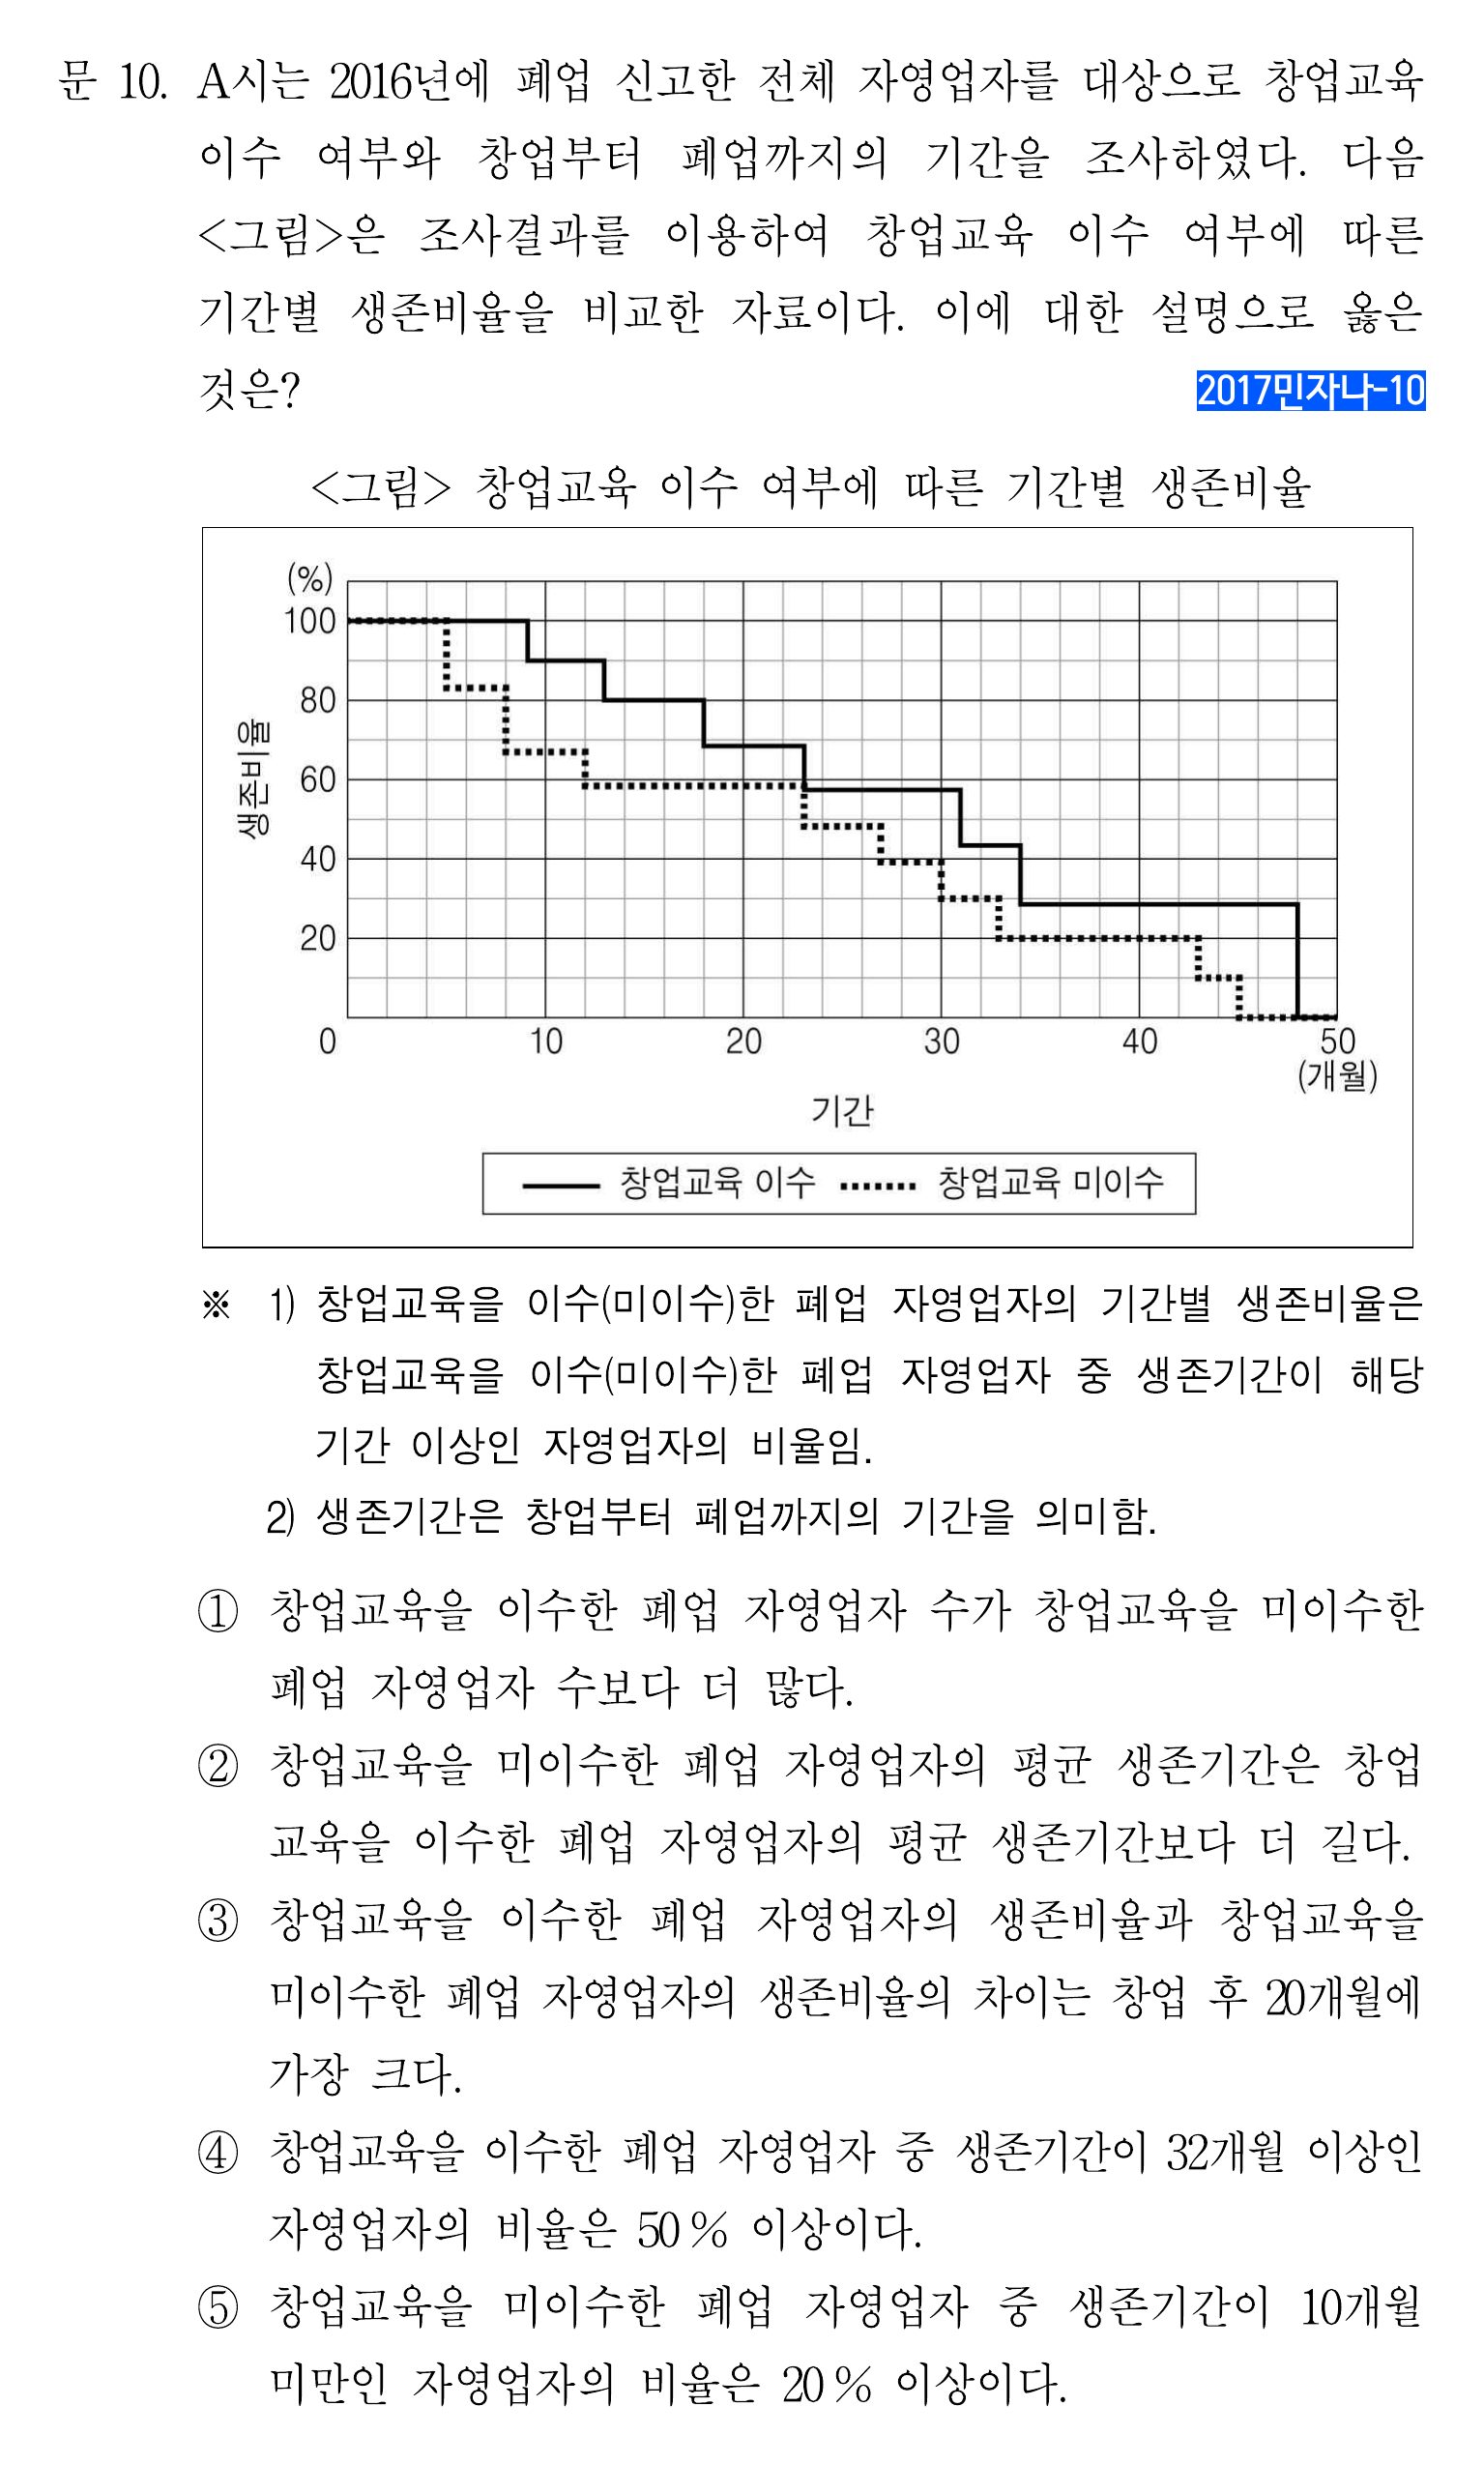 문 10. A시는 2016년에 폐업 신고한 전체 자영업자를 대상으로 창업교육
이수 여부와 창업부터 폐업까지의 기간을 조사하였다. 다음
<그림>은 조사결과를 이용하여 창업교육 이수 여부에 따른
기간별 생존비율을 비교한 자료이다. 이에 대한 설명으로 옳은
것은?
2017민자나-10
<그림> 창업교육 이수 여부에 따른 기간별 생존비율
(%)
100
80
60
40
20
생존비율
0 10 20 30 40 50
(개월)
기간
창업교육 이수 창업교육 미이수
※ 1) 창업교육을 이수(미이수)한 폐업 자영업자의 기간별 생존비율은
창업교육을 이수(미이수)한 폐업 자영업자 중 생존기간이 해당
기간 이상인 자영업자의 비율임.
2) 생존기간은 창업부터 폐업까지의 기간을 의미함.
① 창업교육을 이수한 폐업 자영업자 수가 창업교육을 미이수한
폐업 자영업자 수보다 더 많다.
② 창업교육을 미이수한 폐업 자영업자의 평균 생존기간은 창업
교육을 이수한 폐업 자영업자의 평균 생존기간보다 더 길다.
③ 창업교육을 이수한 폐업 자영업자의 생존비율과 창업교육을
미이수한 폐업 자영업자의 생존비율의 차이는 창업 후 20개월에
가장 크다.
④ 창업교육을 이수한 폐업 자영업자 중 생존기간이 32개월 이상인
자영업자의 비율은 50 % 이상이다.
⑤ 창업교육을 미이수한 폐업 자영업자 중 생존기간이 10개월
미만인 자영업자의 비율은 20 % 이상이다.